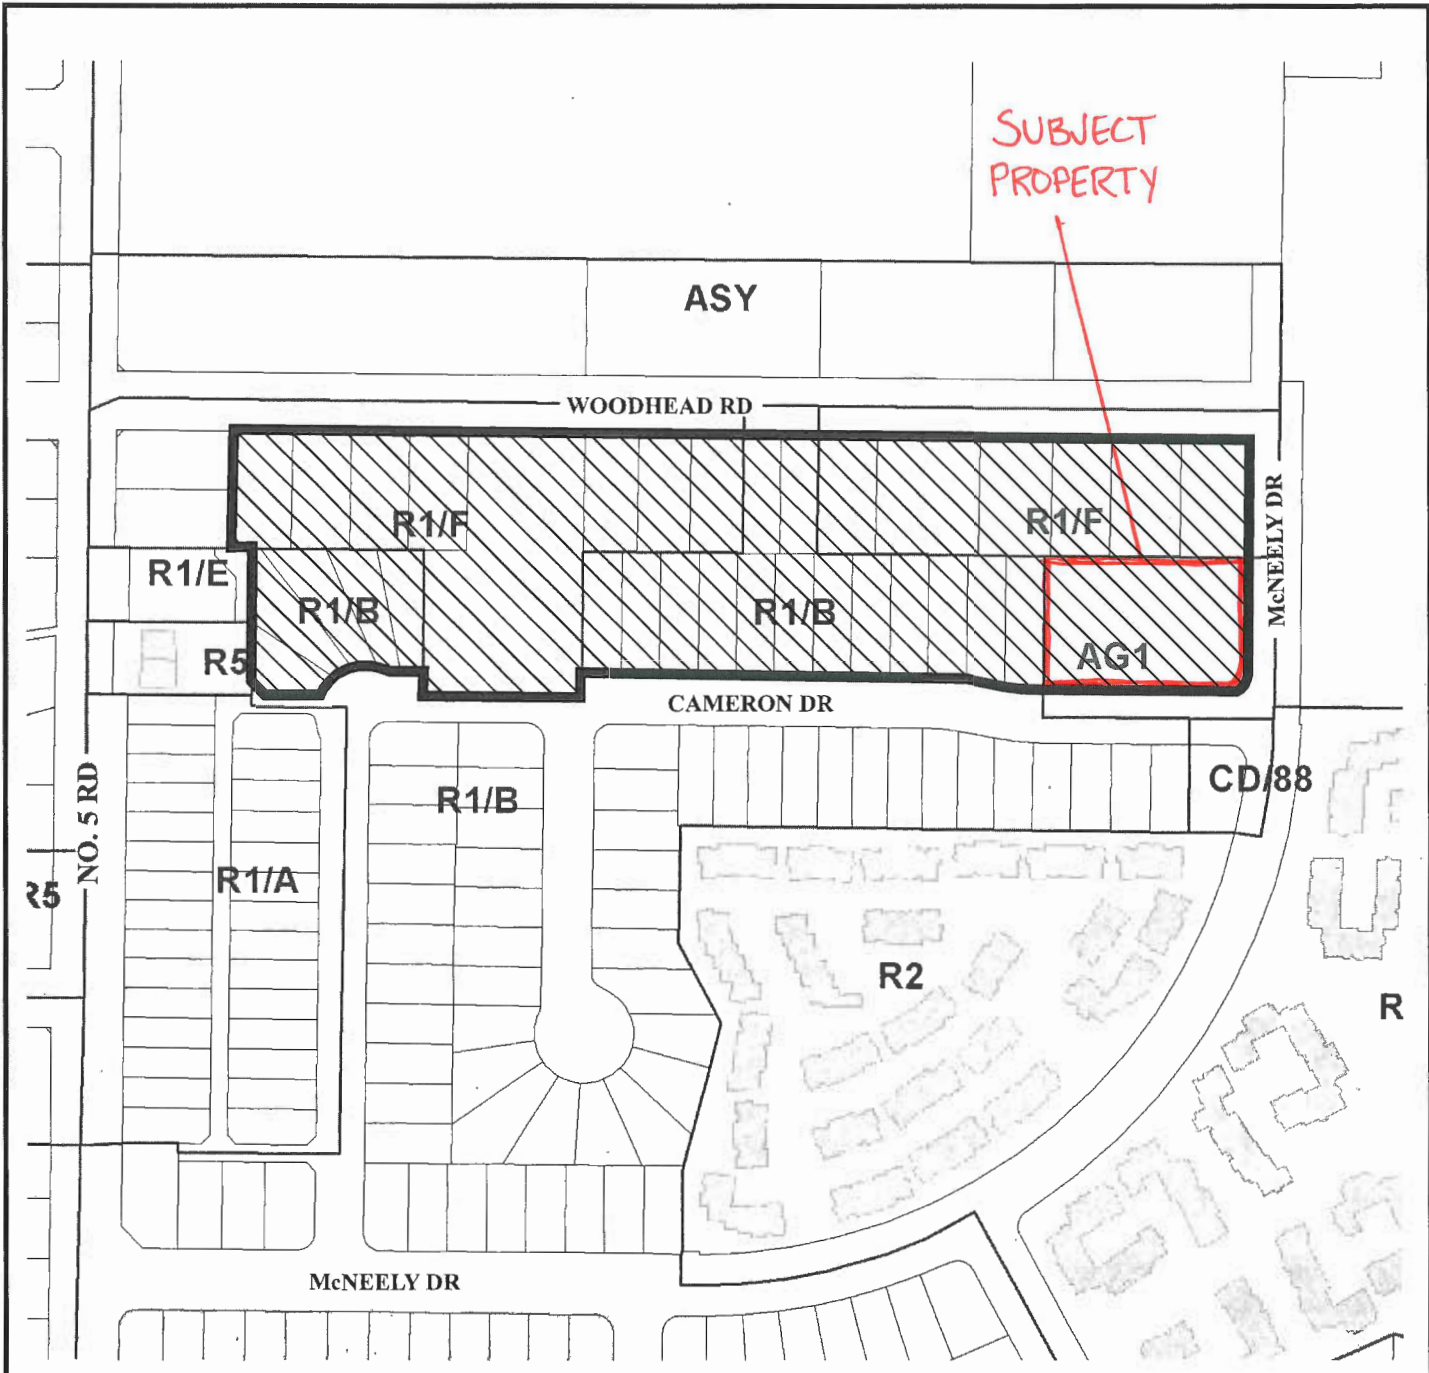 SUBJECT
PROPERTY
ASY
WOODHEAD RD
R1/F
R1/F
McNEELY DR
R1/E
R1/B
R1/B
R5
AG1
CAMERON DR
NO. 5 RD
R1/B
CD/88
R1/A
R5
R2
R
McNEELY DR